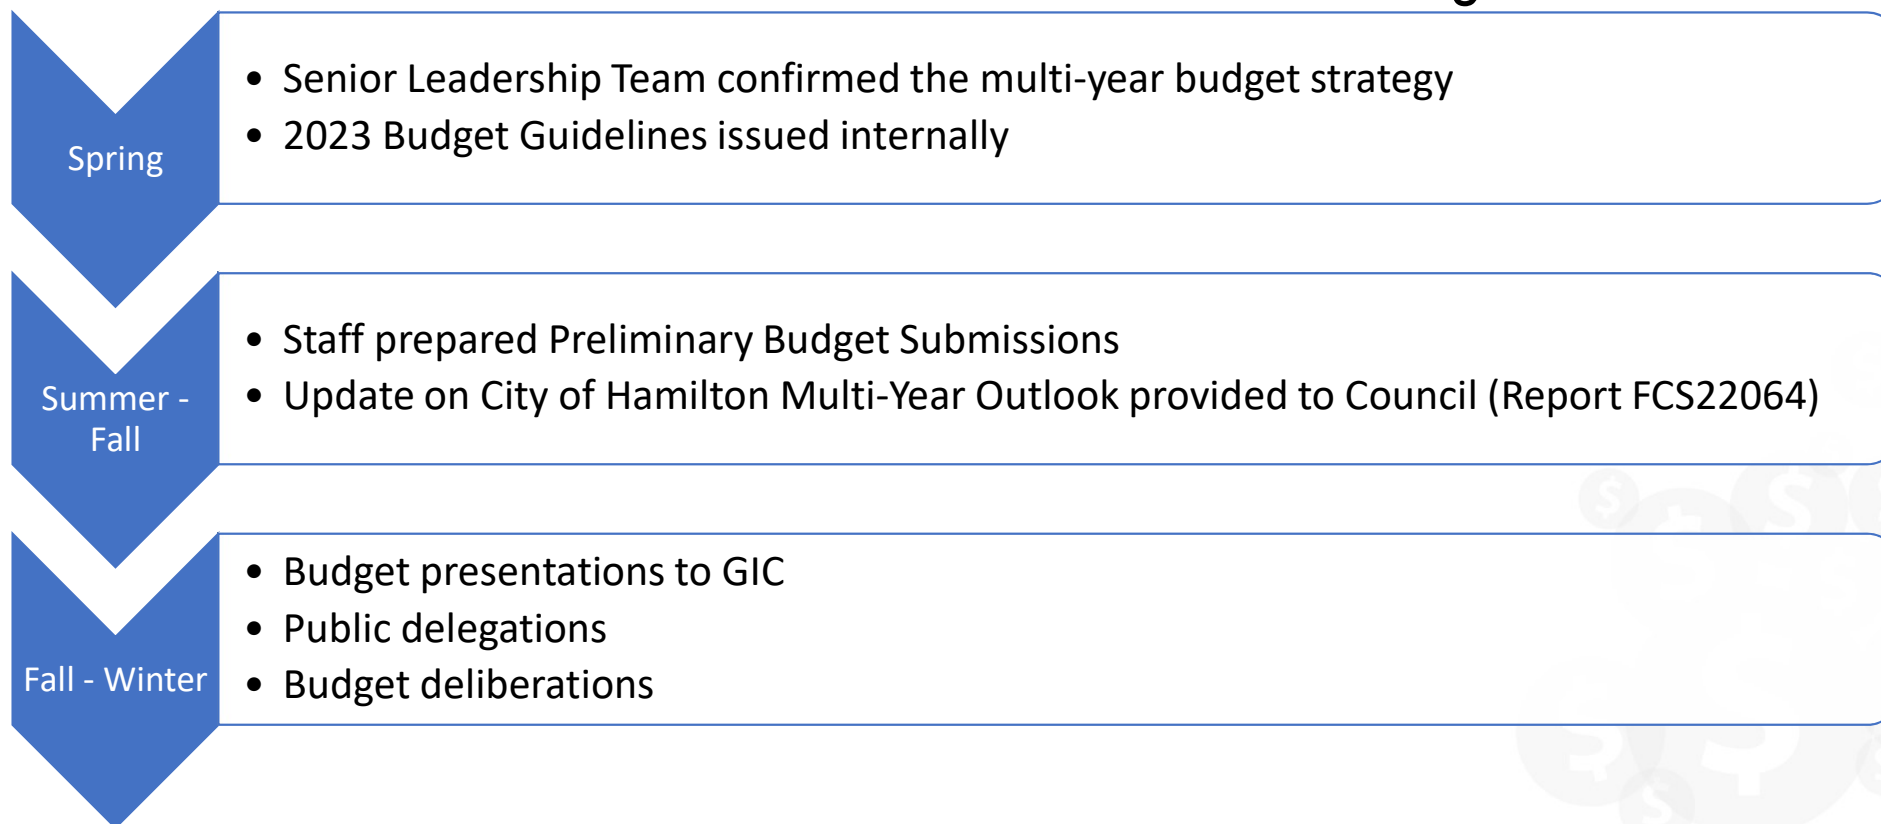 Spring
• Senior Leadership Team confirmed the multi-year budget strategy
• 2023 Budget Guidelines issued internally
Summer -
Fall
• Staff prepared Preliminary Budget Submissions
• Update on City of Hamilton Multi-Year Outlook provided to Council (Report FCS22064)
Fall - Winter
• Budget presentations to GIC
• Public delegations
• Budget deliberations